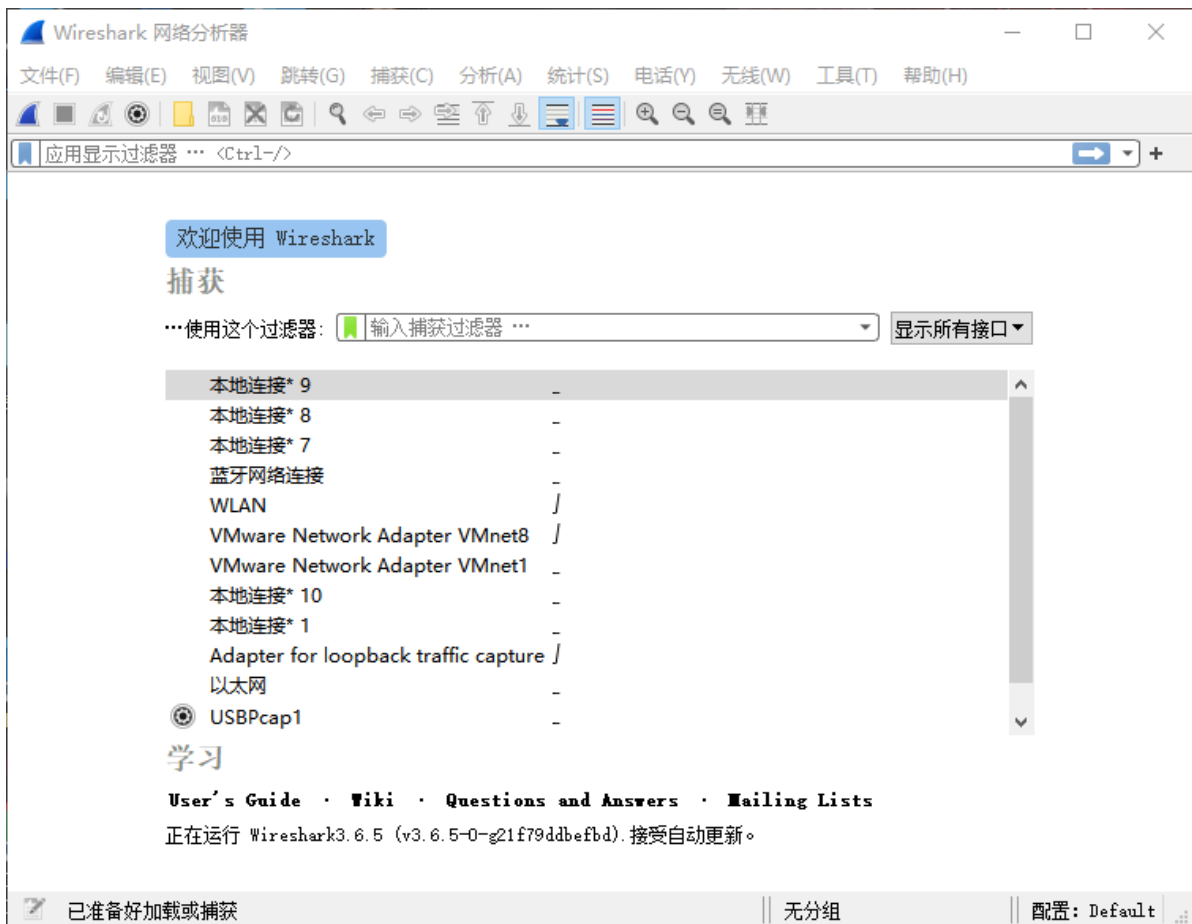 Wireshark 网络分析器
文件(F) 编辑(E) 视图(V) 跳转(G) 捕获(C) 分析(A) 统计(S) 电话(Y) 无线(W) 工具(T) 帮助(H)
应用显示过滤器 … <Ctrl-/>
欢迎使用 Wireshark
捕获
…使用这个过滤器: 输入捕获过滤器 … 显示所有接口
本地连接* 9
本地连接* 8
本地连接* 7
蓝牙网络连接
WLAN
VMware Network Adapter VMnet8
VMware Network Adapter VMnet1
本地连接* 10
本地连接* 1
Adapter for loopback traffic capture
以太网
USBPcap1
学习
User's Guide · Wiki · Questions and Answers · Mailing Lists
正在运行 Wireshark3.6.5 (v3.6.5-0-g21f79ddbefbd).接受自动更新。
已准备好加载或捕获 无分组 配置: Default